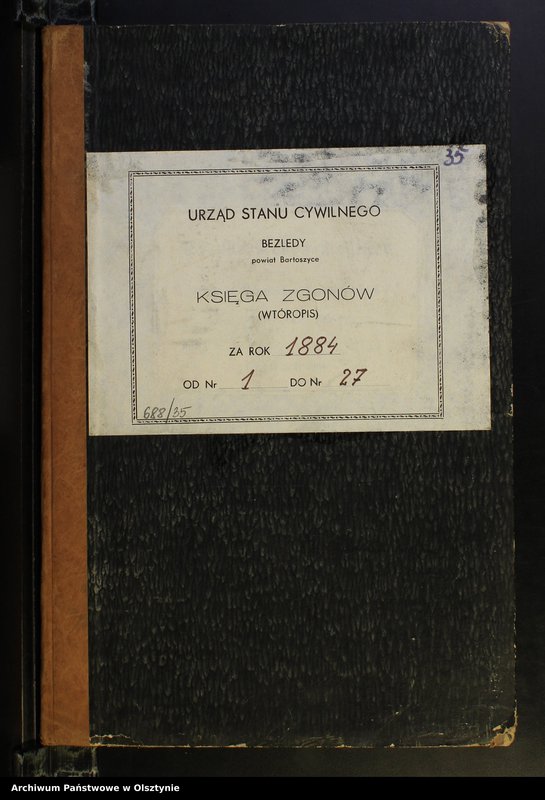 35
URZĄD STANU CYWILNEGO
BEZLEDY
powiat Bartoszyce
KSIĘGA ZGONÓW
(WTÓROPIS)
ZA ROK 1884
OD Nr 1 DO Nr 27
688/35
Archiwum Państwowe w Olsztynie